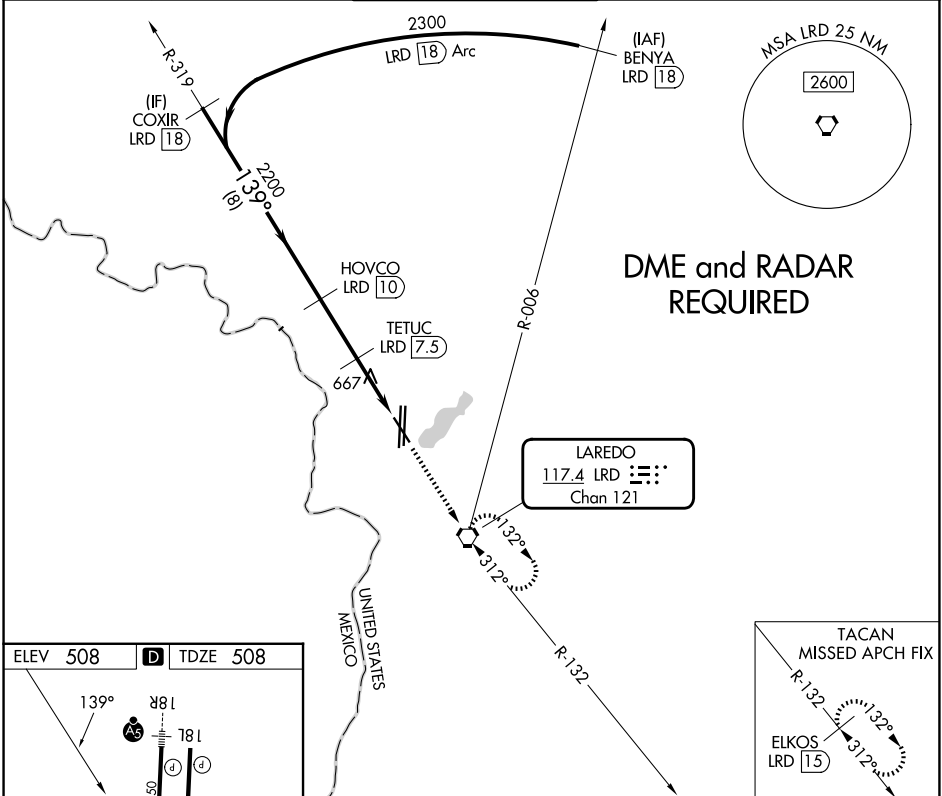 2300
LRD 18 Arc
(IAF)
BENYA
LRD 18
MSA LRD 25 NM
2600
R-319
(IF)
COXIR
LRD 18
2200
139°
(8)
DME and RADAR
REQUIRED
HOVCO
LRD 10
R-006
TETUC
LRD 7.5
667
LAREDO
117.4 LRD
Chan 121
132°
312°
UNITED STATES
MEXICO
R-132
ELEV 508 D TDZE 508
139°
18R
A5
18L
P
P
50
TACAN
MISSED APCH FIX
R-132
132°
ELKOS
LRD 15
312°